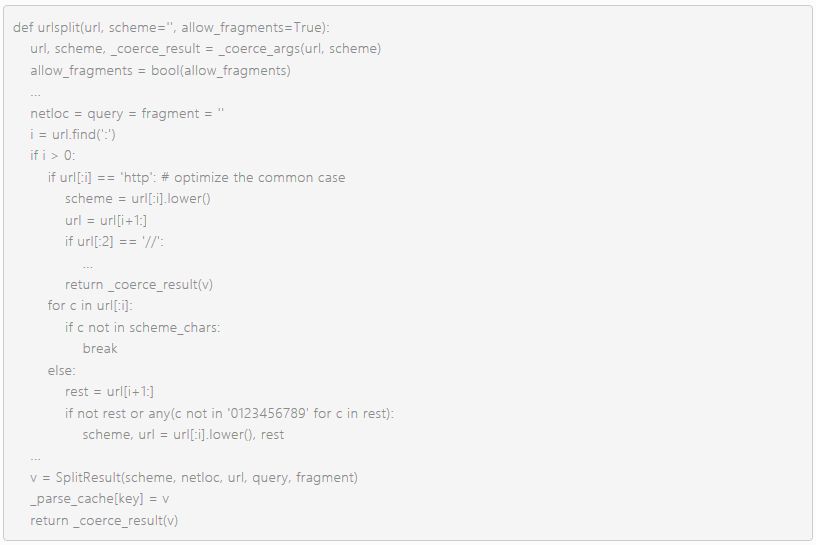 def urlsplit(url, scheme='', allow_fragments=True):
url, scheme, _coerce_result = _coerce_args(url, scheme)
allow_fragments = bool(allow_fragments)
...
netloc = query = fragment = ''
i = url.find(':')
if i > 0:
if url[:i] == 'http': # optimize the common case
scheme = url[:i].lower()
url = url[i+1:]
if url[:2] == '//':
...
return _coerce_result(v)
for c in url[:i]:
if c not in scheme_chars:
break
else:
rest = url[i+1:]
if not rest or any(c not in '0123456789' for c in rest):
scheme, url = url[:i].lower(), rest
...
v = SplitResult(scheme, netloc, url, query, fragment)
_parse_cache[key] = v
return _coerce_result(v)